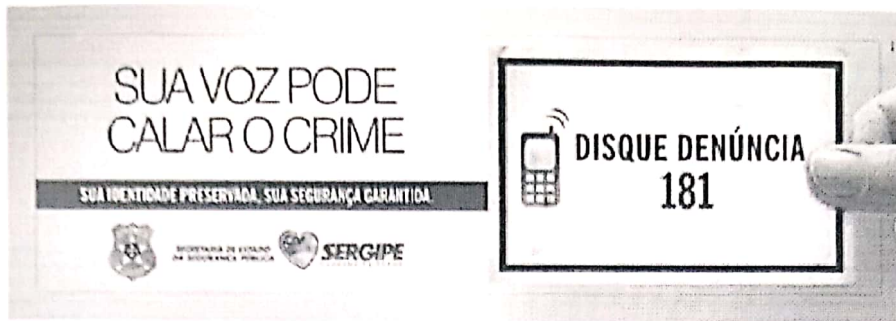 SUA VOZ PODE
CALAR O CRIME
SUA IDENTIDADE PRESERVADA, SUA SEGURANÇA GARANTIDA.
SECRETARIA DE ESTADO
DA SEGURANÇA PÚBLICA
SERGIPE
DISQUE DENÚNCIA
181